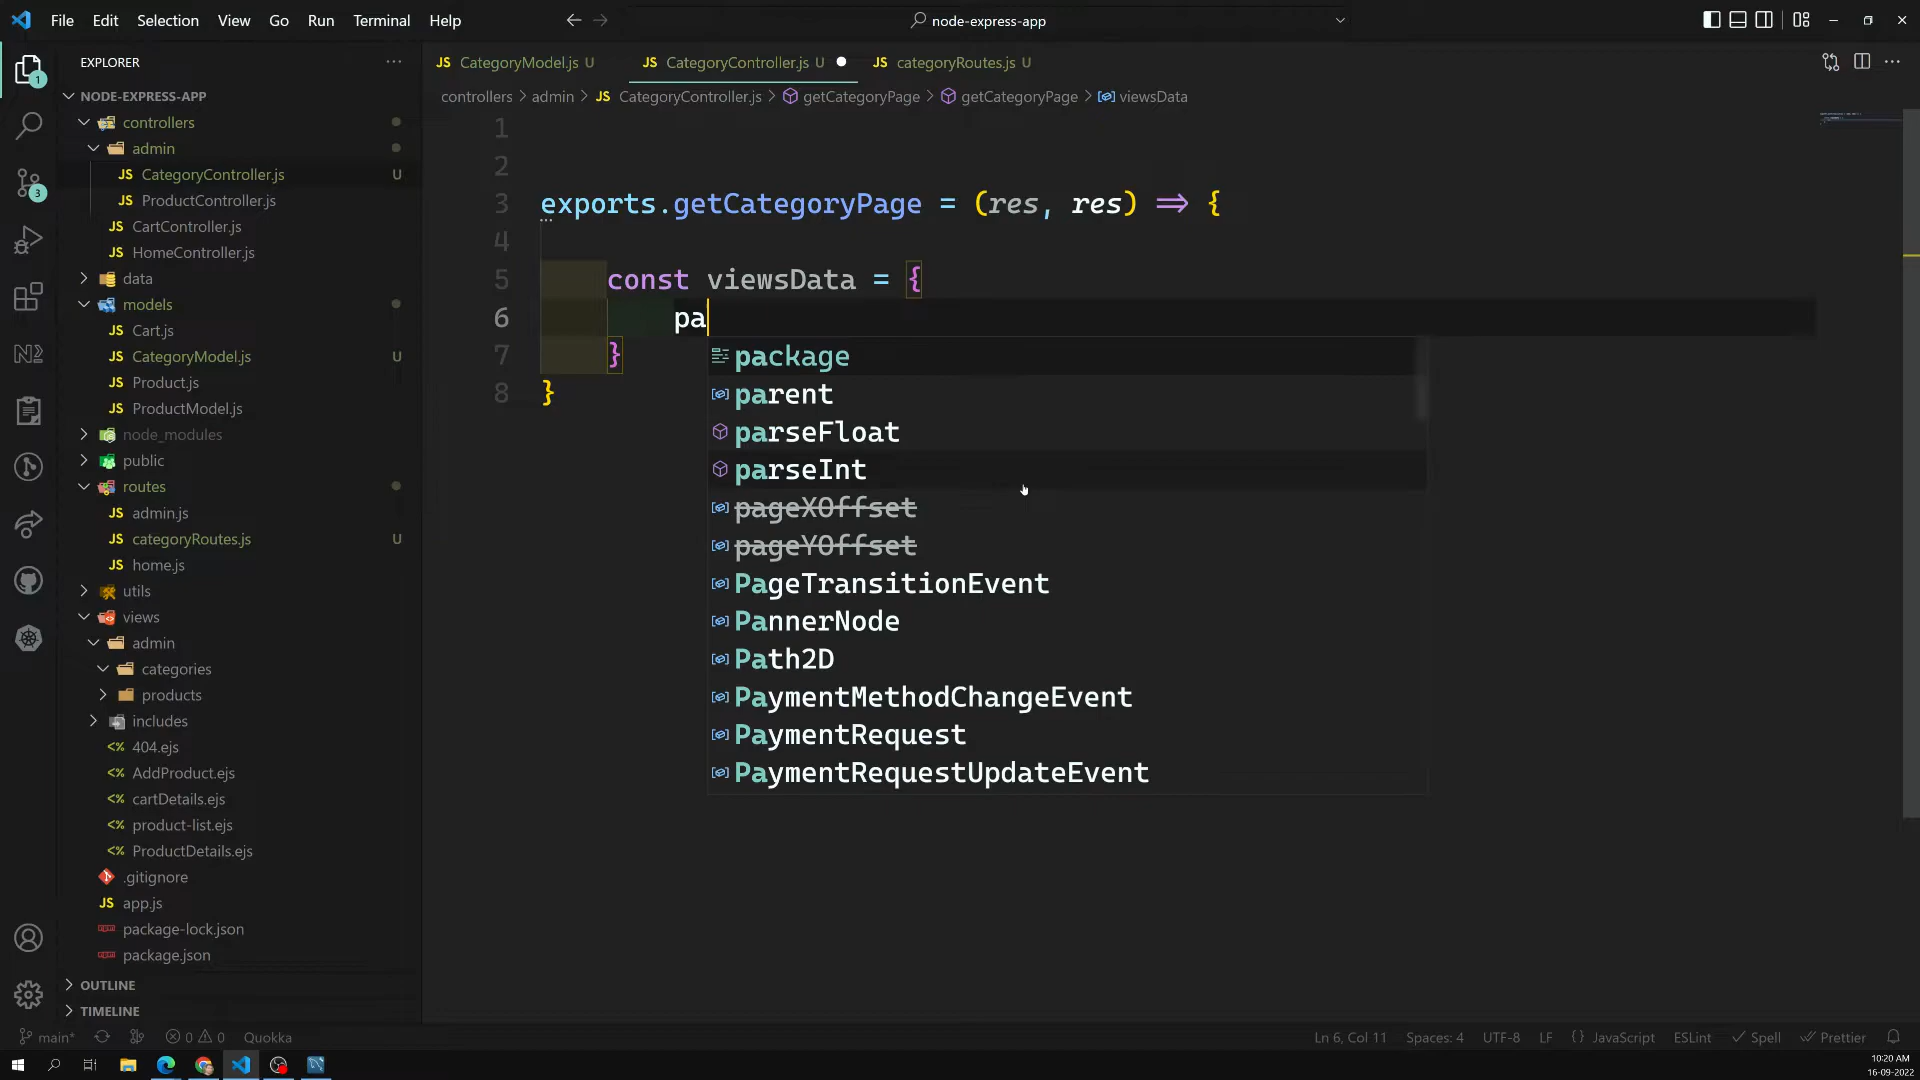 File Edit Selection View Go Run Terminal Help
node-express-app
EXPLORER
NODE-EXPRESS-APP
controllers
admin
JS CategoryController.js U
JS ProductController.js
JS CartController.js
JS HomeController.js
data
models
JS Cart.js
JS CategoryModel.js U
JS Product.js
JS ProductModel.js
node_modules
public
routes
JS admin.js
JS categoryRoutes.js U
JS home.js
utils
views
admin
categories
products
includes
<% 404.ejs
<% AddProduct.ejs
<% cartDetails.ejs
<% product-list.ejs
<% ProductDetails.ejs
.gitignore
JS app.js
package-lock.json
package.json
OUTLINE
TIMELINE
1
3
JS CategoryModel.js U
JS CategoryController.js U
JS categoryRoutes.js U
controllers > admin > JS CategoryController.js > getCategoryPage > getCategoryPage > viewsData
1
2
3 exports.getCategoryPage = (res, res) => {
4
5 const viewsData = {
6 pa
7 }
8 }
package
parent
parseFloat
parseInt
pageXOffset
pageYOffset
PageTransitionEvent
PannerNode
Path2D
PaymentMethodChangeEvent
PaymentRequest
PaymentRequestUpdateEvent
main* 0 0 Quokka
Ln 6, Col 11 Spaces: 4 UTF-8 LF {} JavaScript ESLint Spell Prettier
10:20 AM
16-09-2022